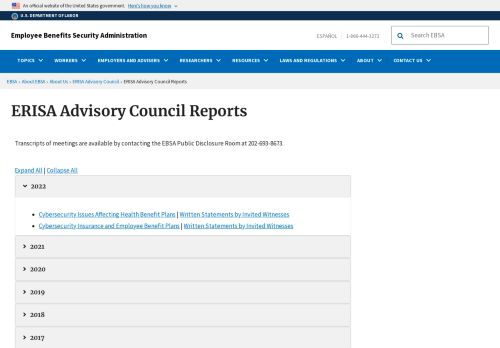 An official website of the United States government. Here's how you know
U.S. DEPARTMENT OF LABOR
Employee Benefits Security Administration
ESPAÑOL | 1-866-444-3272
Search EBSA
TOPICS WORKERS EMPLOYERS AND ADVISERS RESEARCHERS RESOURCES LAWS AND REGULATIONS ABOUT CONTACT US
EBSA › About EBSA › About Us › ERISA Advisory Council › ERISA Advisory Council Reports
ERISA Advisory Council Reports
Transcripts of meetings are available by contacting the EBSA Public Disclosure Room at 202-693-8673.
Expand All | Collapse All
2022
Cybersecurity Issues Affecting Health Benefit Plans | Written Statements by Invited Witnesses
Cybersecurity Insurance and Employee Benefit Plans | Written Statements by Invited Witnesses
2021
2020
2019
2018
2017